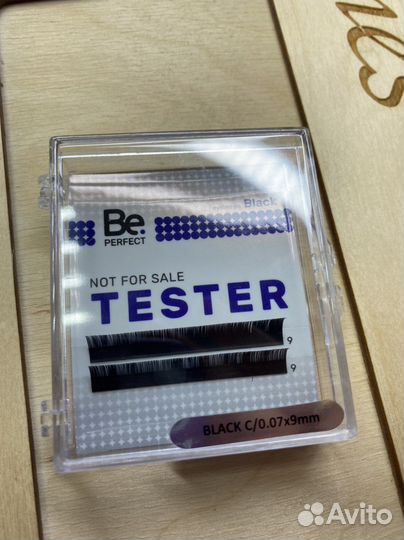 Black
Be.
PERFECT
NOT FOR SALE
TESTER
9
9
BLACK C/0.07x9mm
Avito